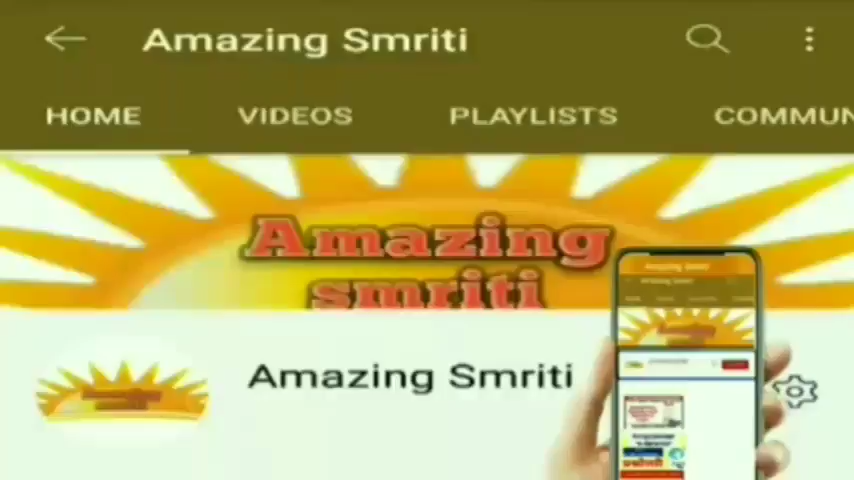 Amazing Smriti
HOME VIDEOS PLAYLISTS COMMUN
Amazing
smriti
Amazing Smriti